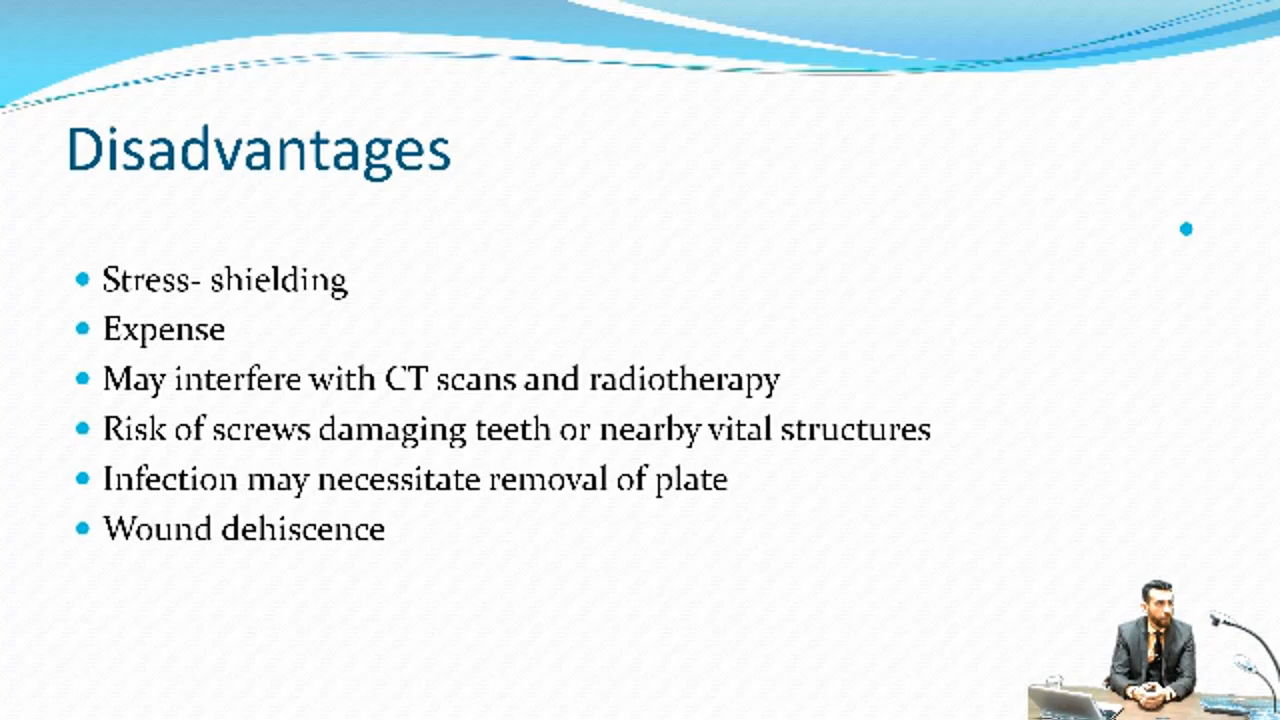 Disadvantages
Stress- shielding
Expense
May interfere with CT scans and radiotherapy
Risk of screws damaging teeth or nearby vital structures
Infection may necessitate removal of plate
Wound dehiscence